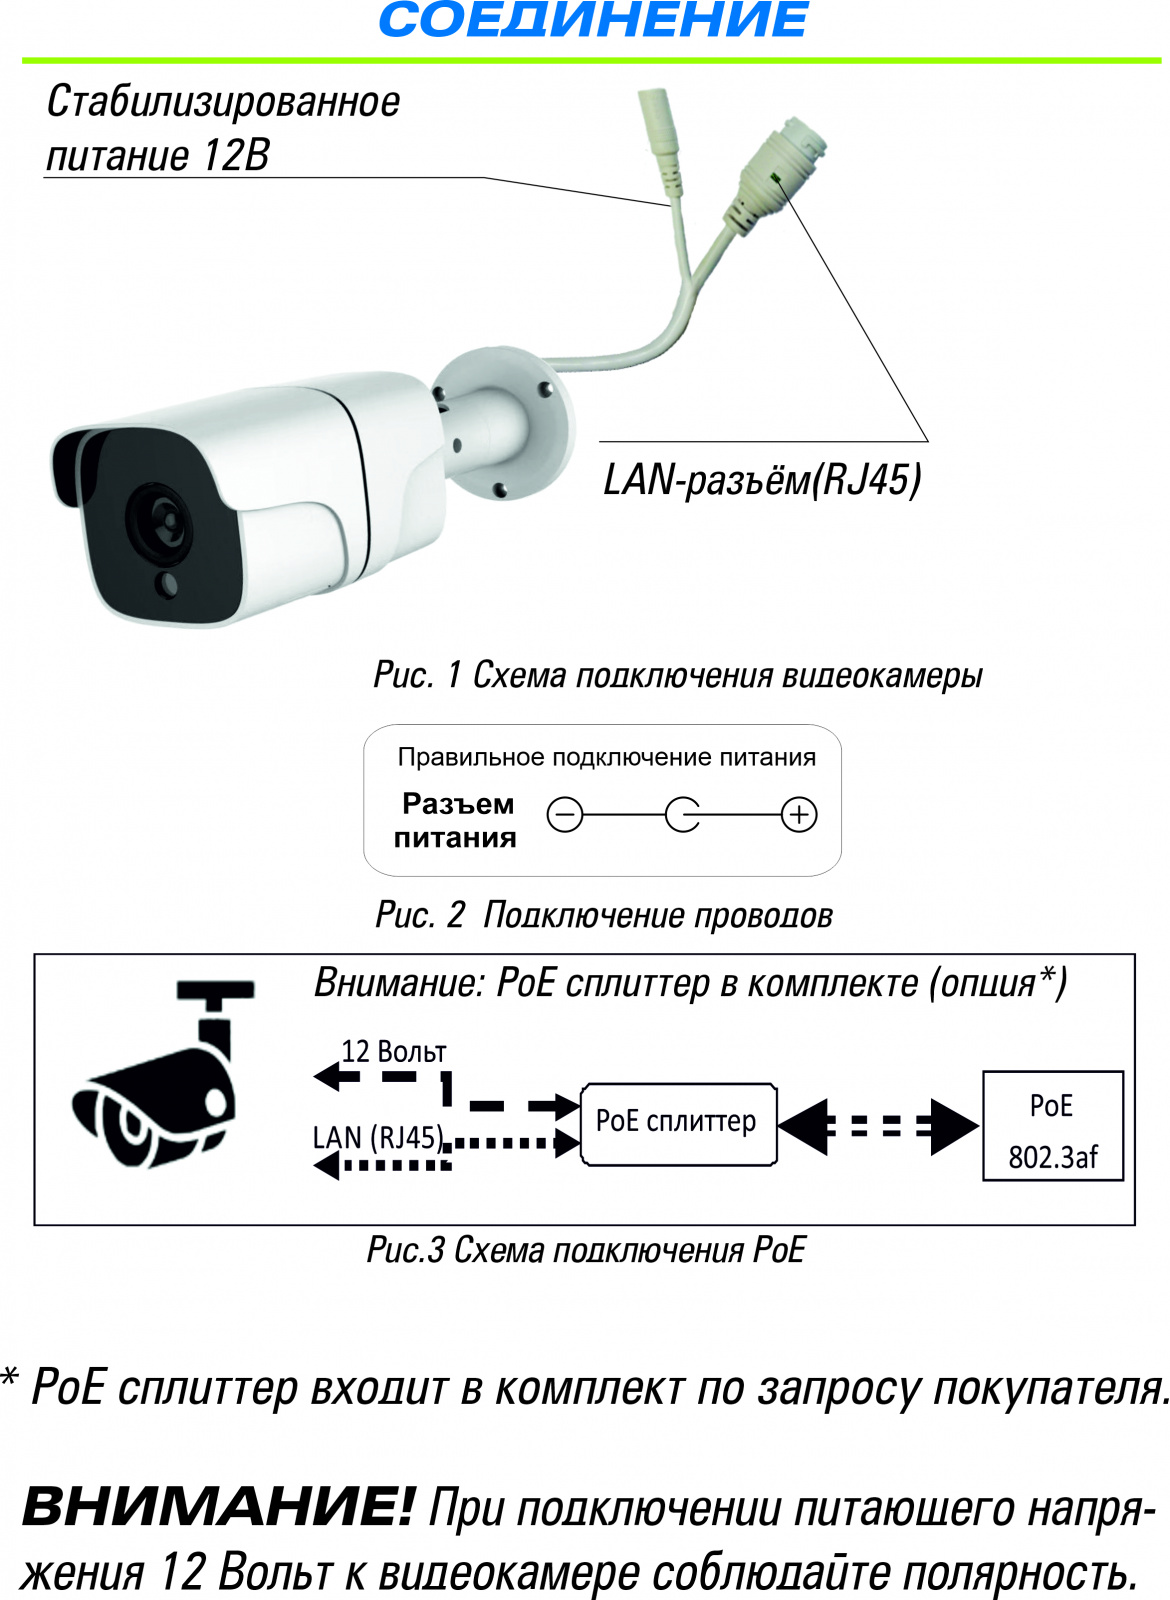 СОЕДИНЕНИЕ
Стабилизированное
питание 12В
LAN-разъём(RJ45)
Рис. 1 Схема подключения видеокамеры
Правильное подключение питания
Разъем
питания
Рис. 2 Подключение проводов
Внимание: PoE сплиттер в комплекте (опция*)
12 Вольт
LAN (RJ45)
PoE сплиттер
PoE
802.3af
Рис.3 Схема подключения PoE
* PoE сплиттер входит в комплект по запросу покупателя.
ВНИМАНИЕ! При подключении питающего напря-
жения 12 Вольт к видеокамере соблюдайте полярность.